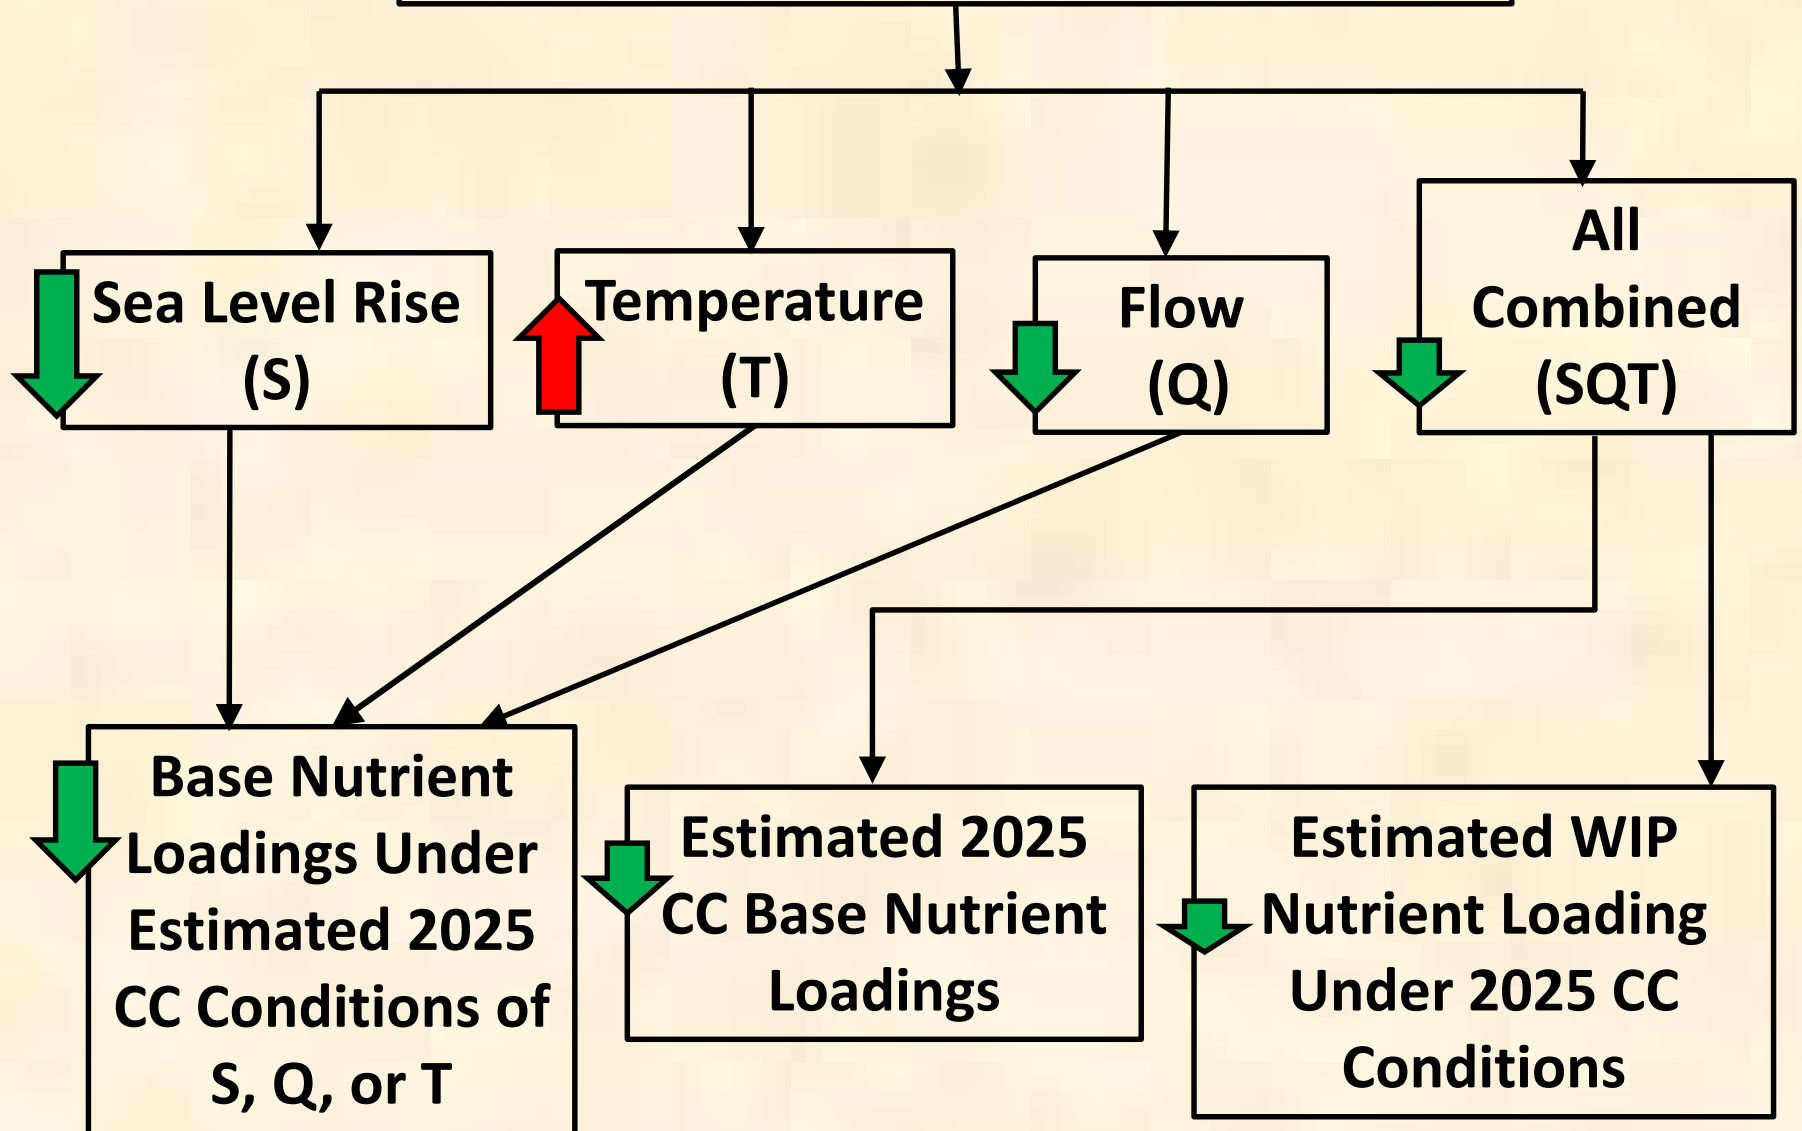 Sea Level Rise
(S)
Temperature
(T)
Flow
(Q)
All
Combined
(SQT)
Base Nutrient
Loadings Under
Estimated 2025
CC Conditions of
S, Q, or T
Estimated 2025
CC Base Nutrient
Loadings
Estimated WIP
Nutrient Loading
Under 2025 CC
Conditions